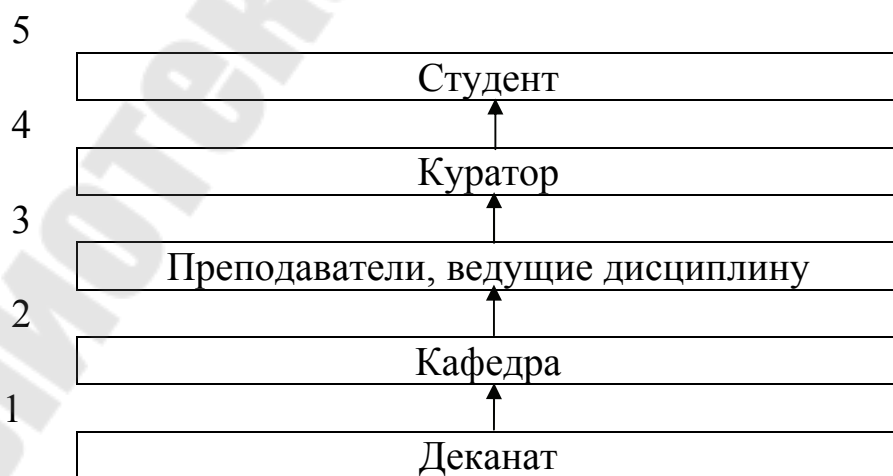 5
Студент
4
Куратор
3
Преподаватели, ведущие дисциплину
2
Кафедра
1
Деканат